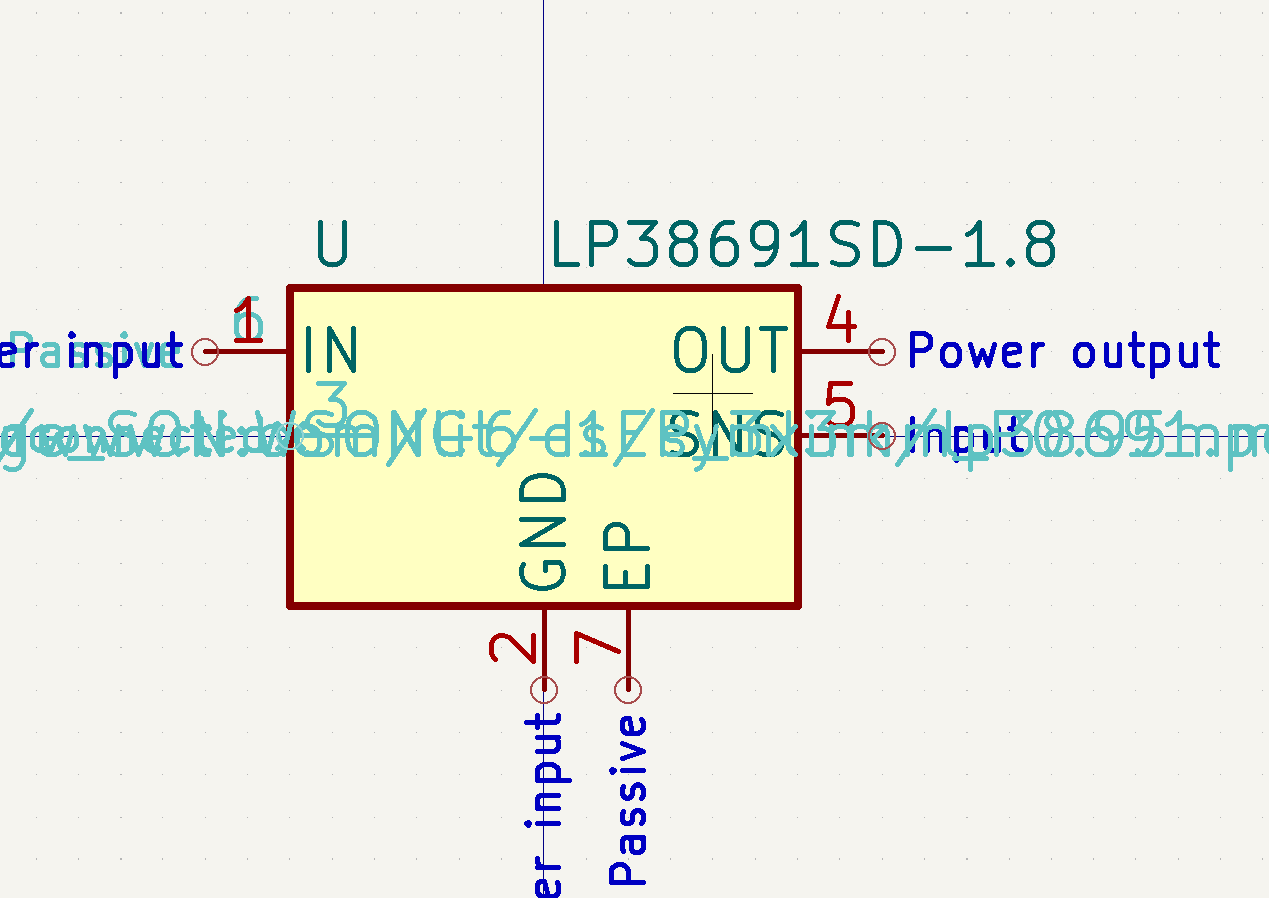 U LP38691SD-1.8
1 6 4
er input Passive IN OUT Power output
3 5
SNS Input
GND EP
2 7
er input Passive